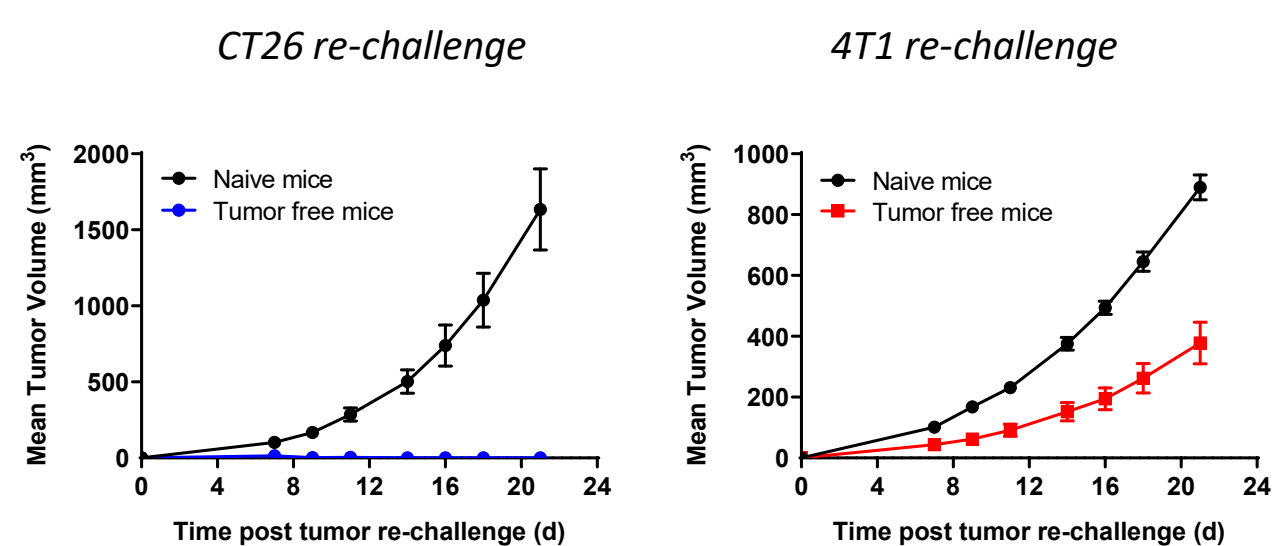 CT26 re-challenge
4T1 re-challenge
Mean Tumor Volume (mm³)
2000
1500
1000
500
0
Naive mice
Tumor free mice
0 4 8 12 16 20 24
Time post tumor re-challenge (d)
Mean Tumor Volume (mm³)
1000
800
600
400
200
0
Naive mice
Tumor free mice
0 4 8 12 16 20 24
Time post tumor re-challenge (d)